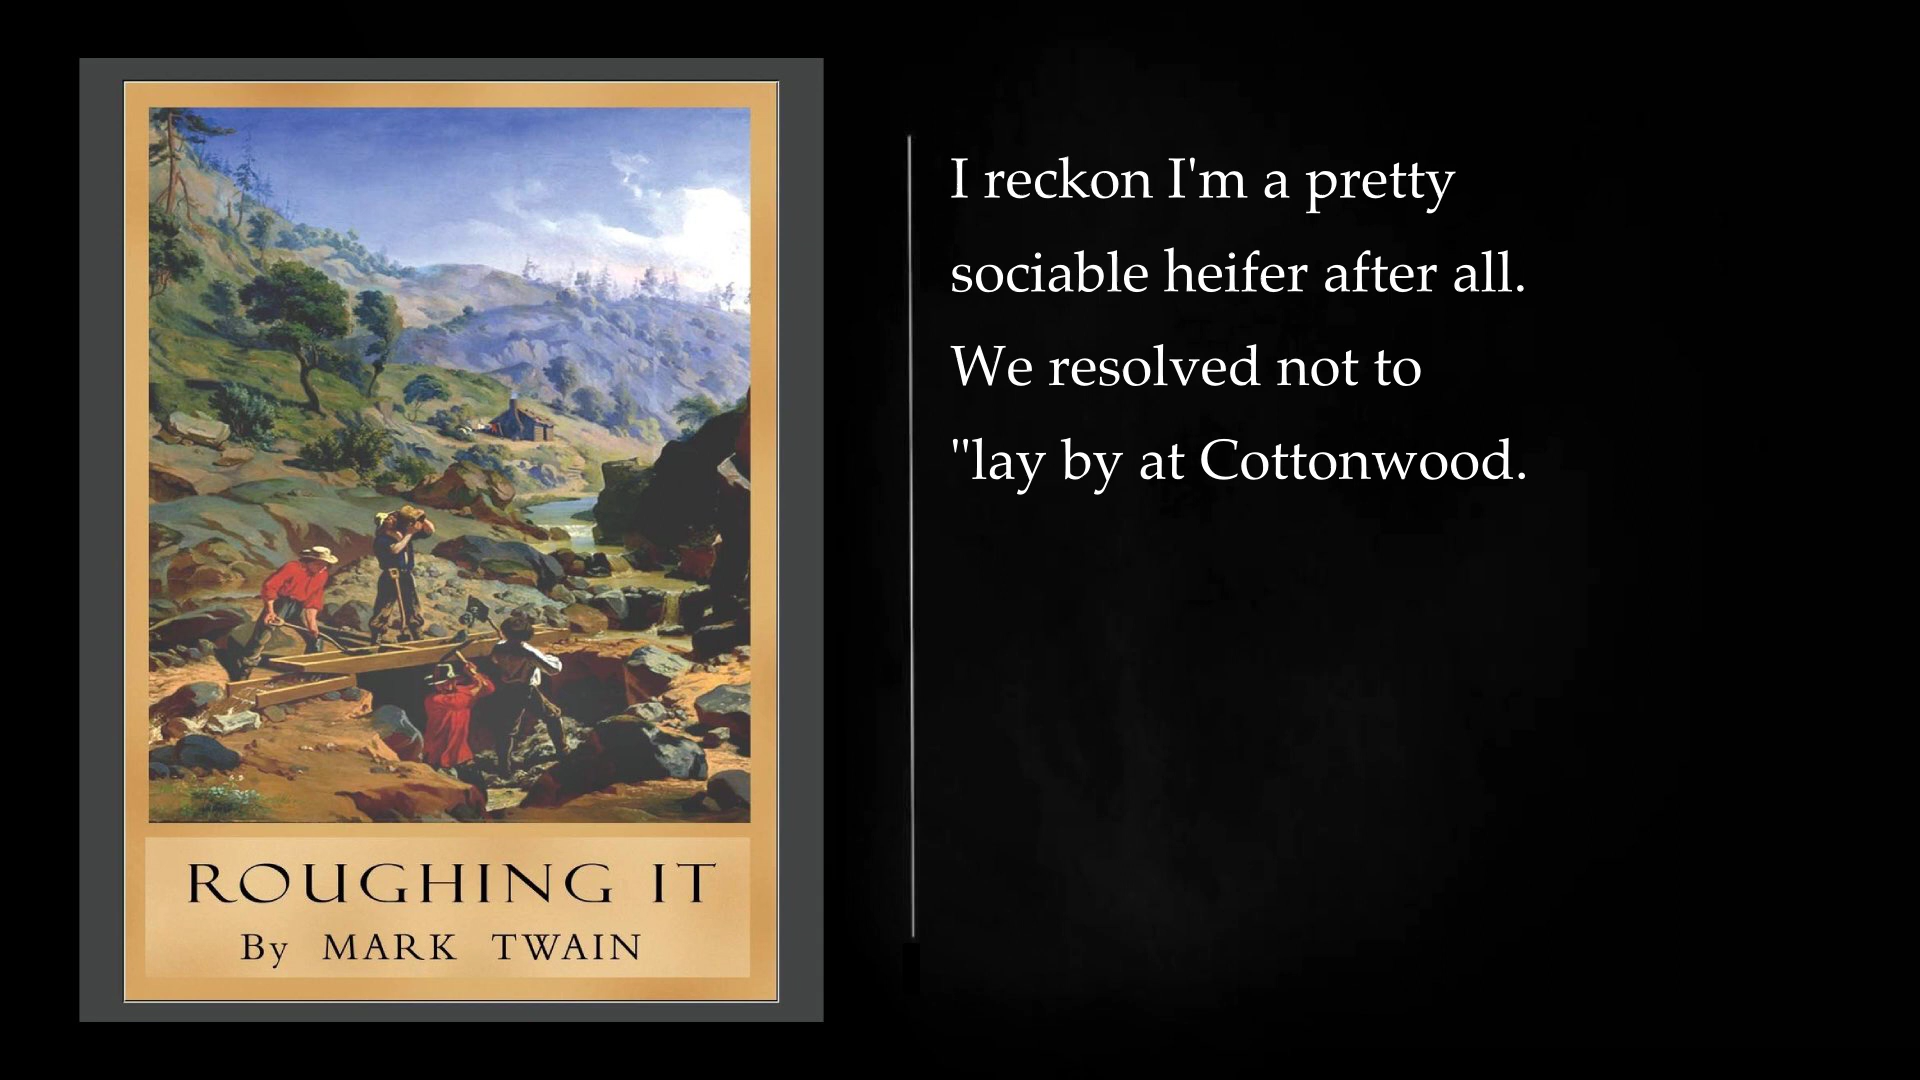 ROUGHING IT
By MARK TWAIN
I reckon I'm a pretty
sociable heifer after all.
We resolved not to
"lay by at Cottonwood.